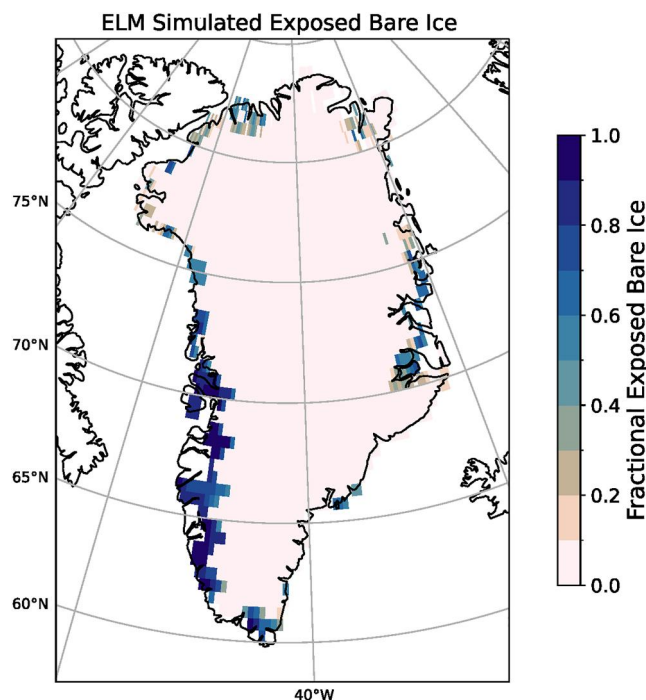 ELM Simulated Exposed Bare Ice
75°N
70°N
65°N
60°N
40°W
1.0
0.8
0.6
0.4
0.2
0.0
Fractional Exposed Bare Ice